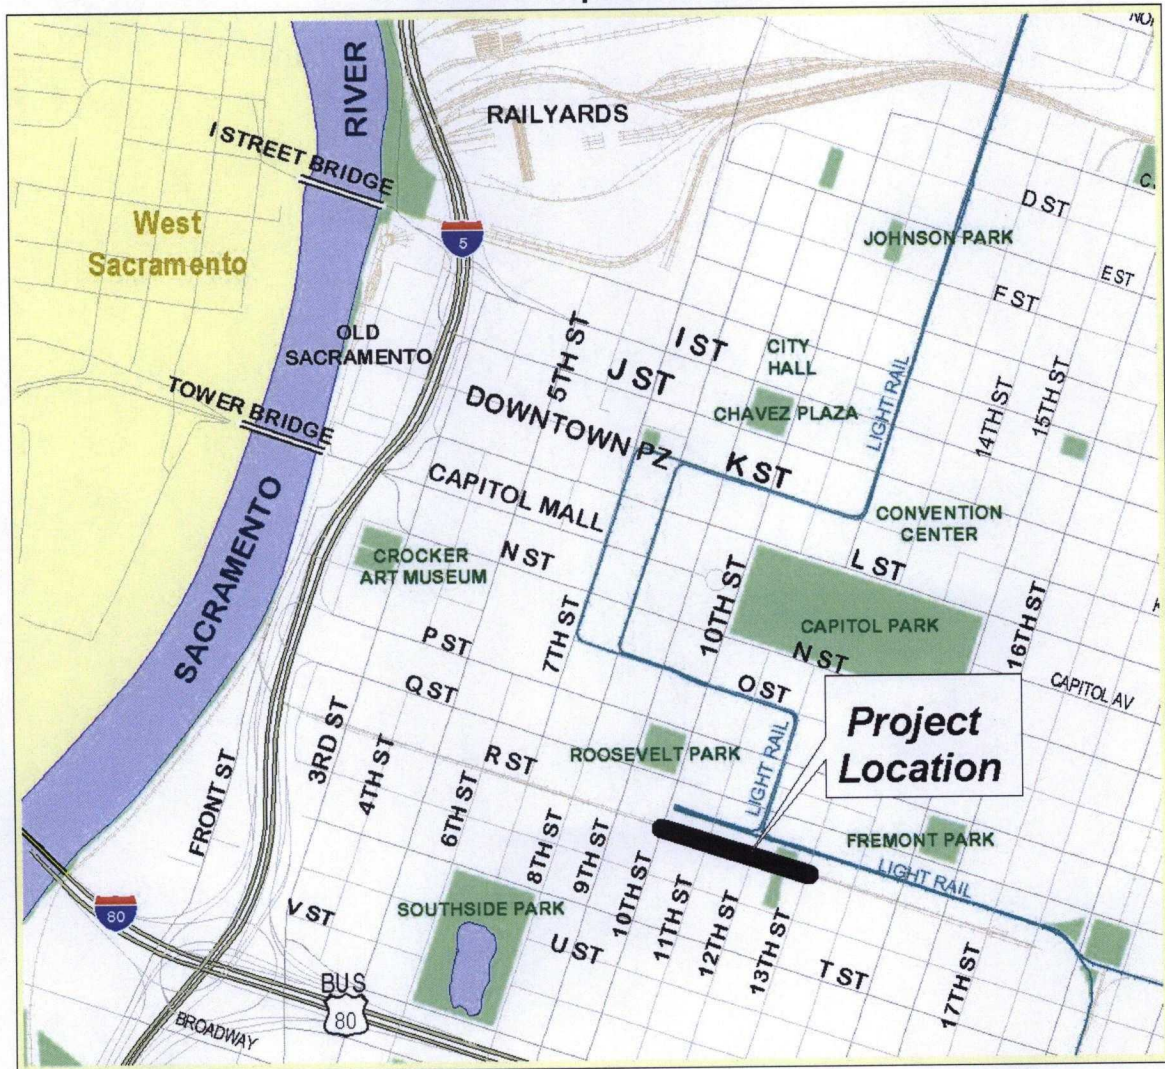 RIVER
RAILYARDS
I STREET BRIDGE
West
Sacramento
5
D ST
JOHNSON PARK
E ST
F ST
OLD
SACRAMENTO
5TH ST
I ST
J ST
CITY
HALL
TOWER BRIDGE
DOWNTOWN PZ
CHAVEZ PLAZA
LIGHT RAIL
14TH ST
15TH ST
K ST
CAPITOL MALL
CONVENTION
CENTER
SACRAMENTO
CROCKER
ART MUSEUM
N ST
L ST
7TH ST
10TH ST
CAPITOL PARK
16TH ST
P ST
N ST
CAPITOL AV
Q ST
O ST
Project
Location
3RD ST
4TH ST
R ST
ROOSEVELT PARK
LIGHT RAIL
FRONT ST
6TH ST
8TH ST
9TH ST
FREMONT PARK
LIGHT RAIL
10TH ST
11TH ST
12TH ST
13TH ST
80
V ST
SOUTHSIDE PARK
U ST
T ST
17TH ST
BUS
80
BROADWAY